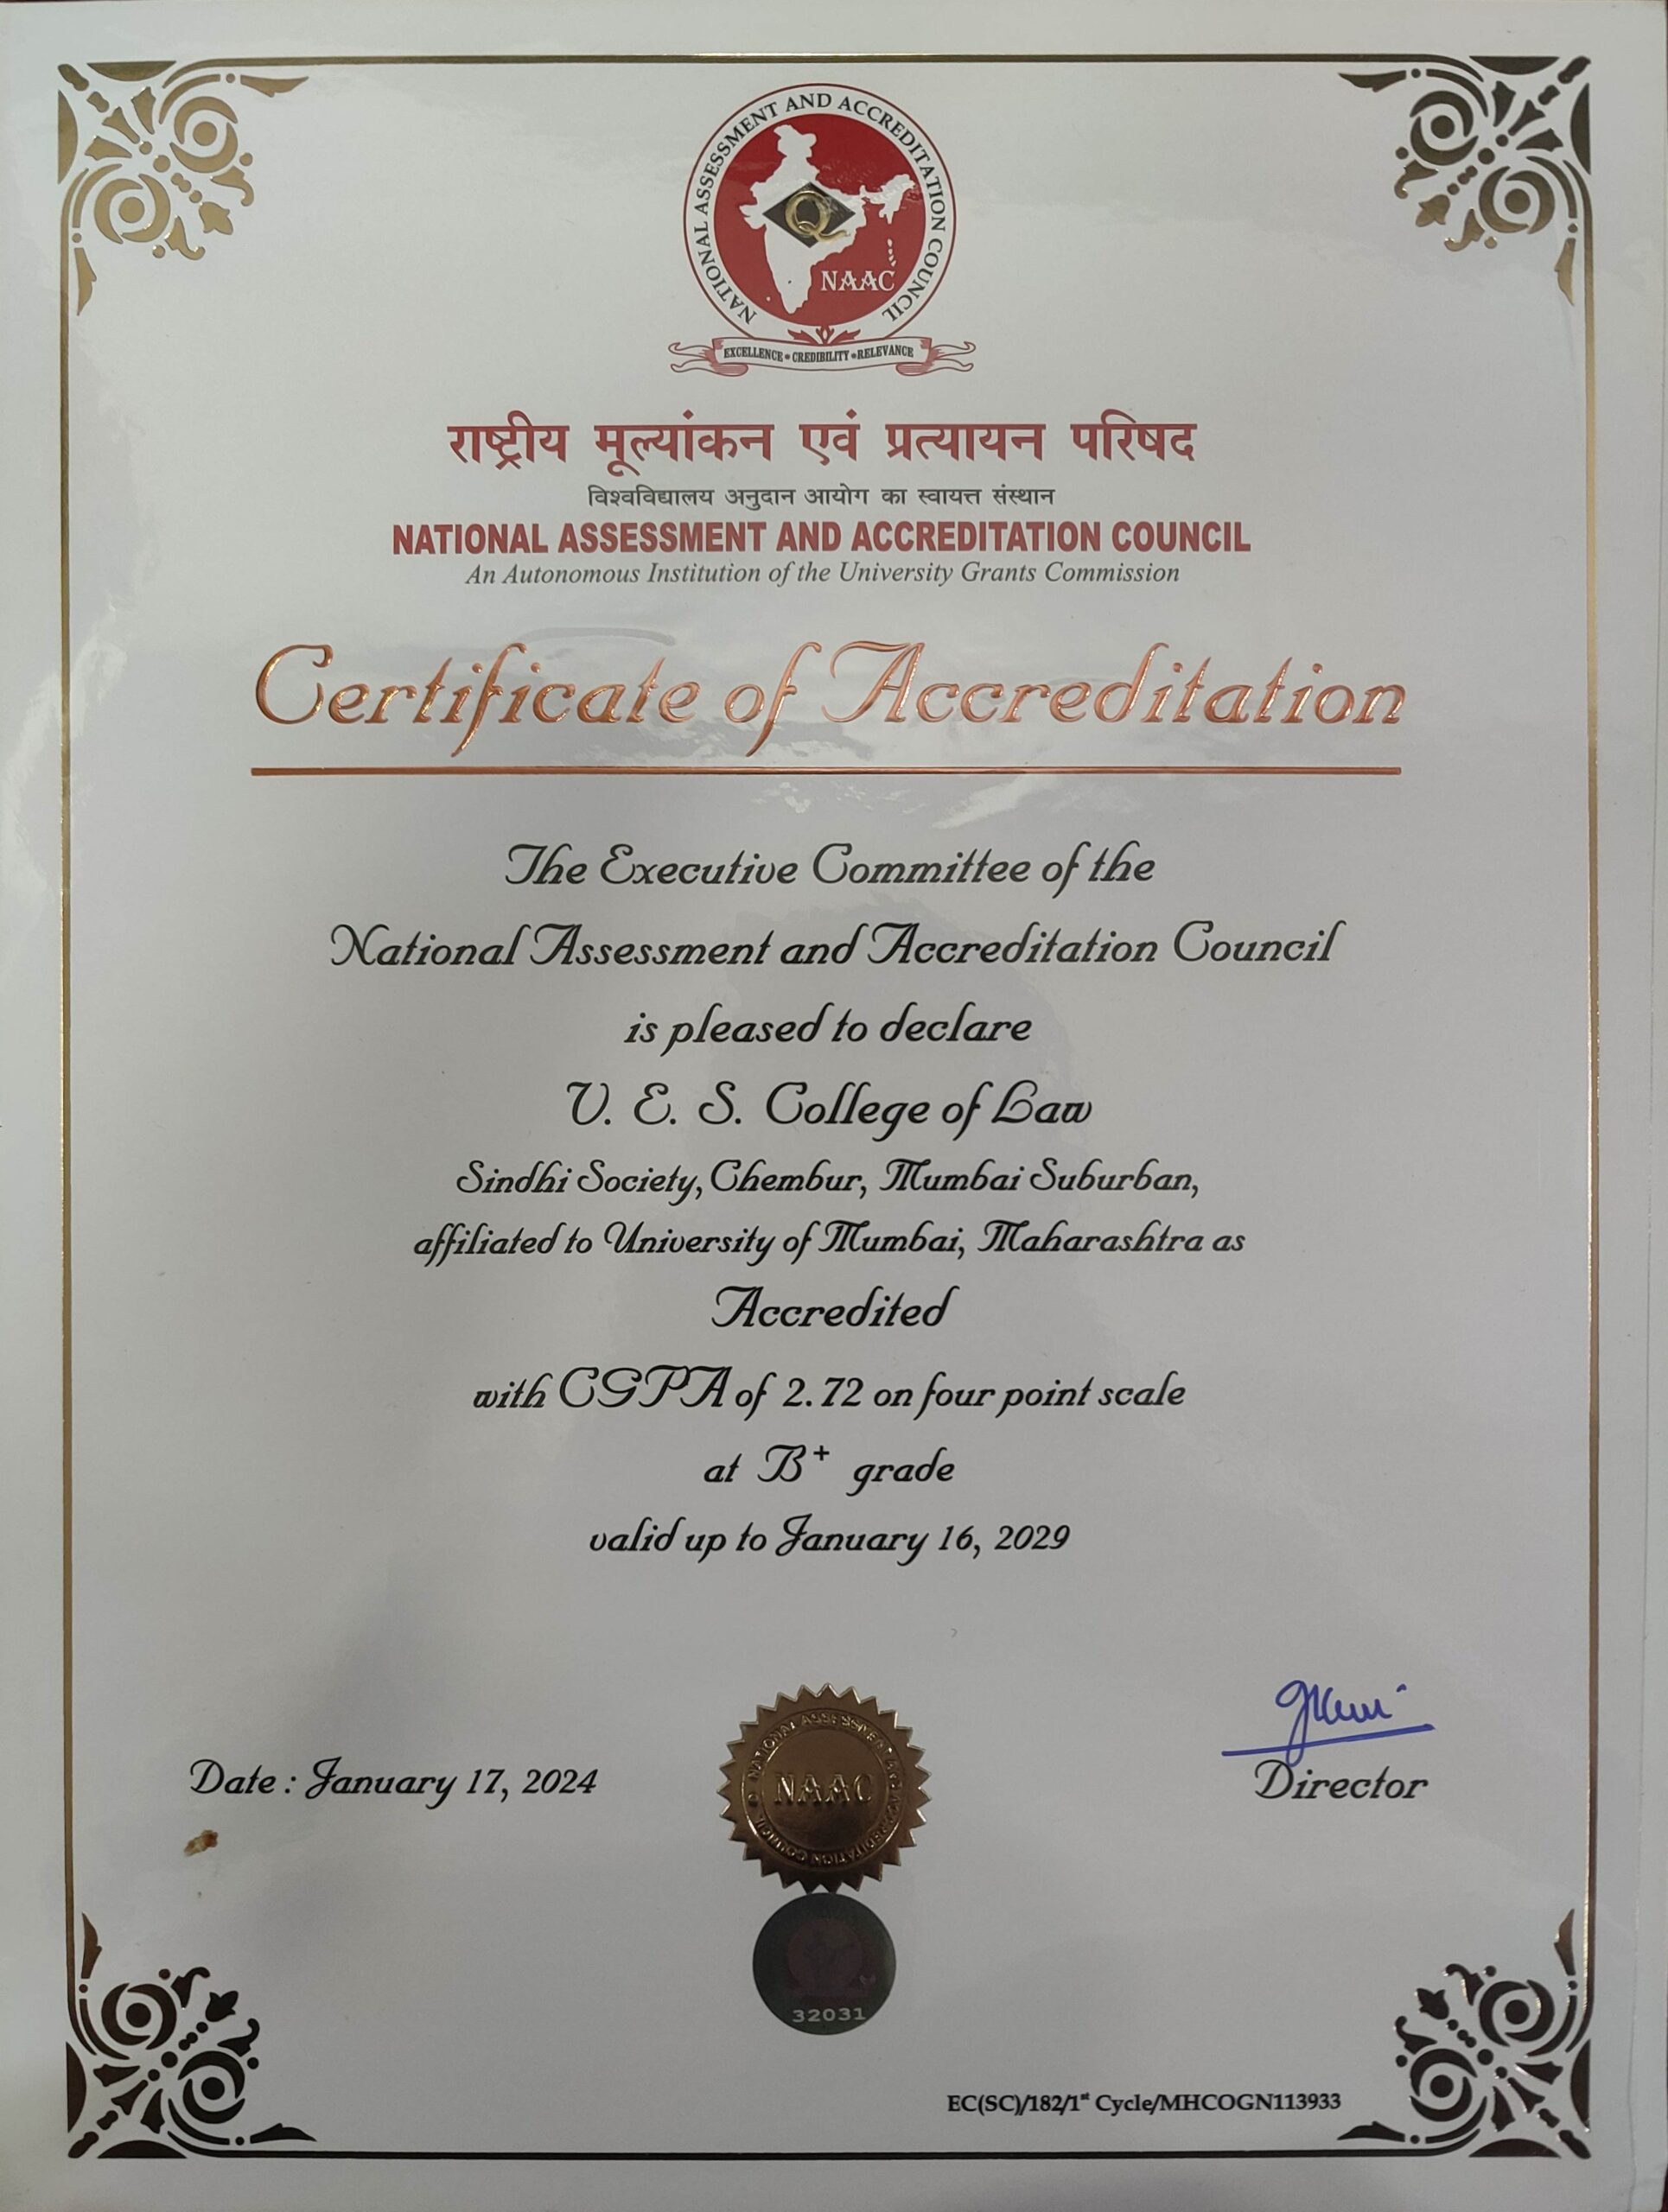 NATIONAL ASSESSMENT AND ACCREDITATION COUNCIL
Q
NAAC
EXCELLENCE • CREDIBILITY • RELEVANCE
राष्ट्रीय मूल्यांकन एवं प्रत्यायन परिषद
विश्वविद्यालय अनुदान आयोग का स्वायत्त संस्थान
NATIONAL ASSESSMENT AND ACCREDITATION COUNCIL
An Autonomous Institution of the University Grants Commission
Certificate of Accreditation
The Executive Committee of the
National Assessment and Accreditation Council
is pleased to declare
V. E. S. College of Law
Sindhi Society, Chembur, Mumbai Suburban,
affiliated to University of Mumbai, Maharashtra as
Accredited
with CGPA of 2.72 on four point scale
at B+ grade
valid up to January 16, 2029
Date : January 17, 2024
NATIONAL ASSESSMENT AND ACCREDITATION COUNCIL
NAAC
Director
32031
EC(SC)/182/1st Cycle/MHCOGN113933